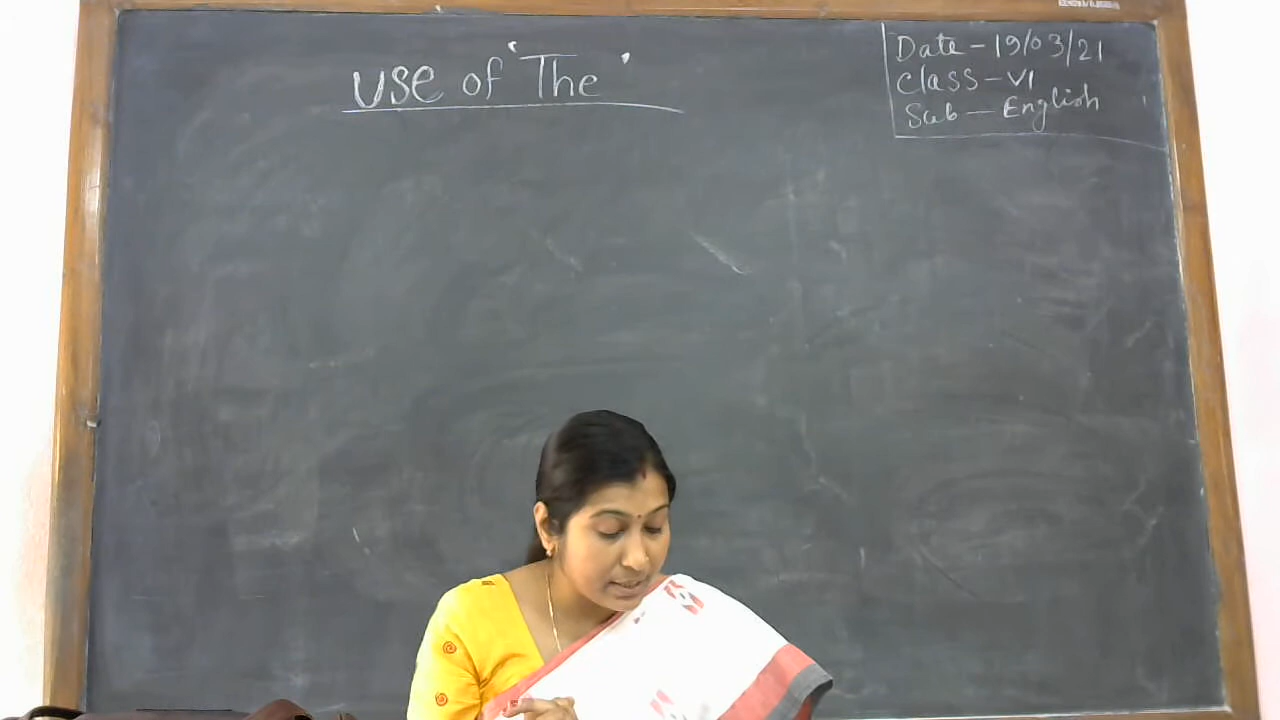 Use of 'The'
Date - 19/03/21
Class - VI
Sub - English